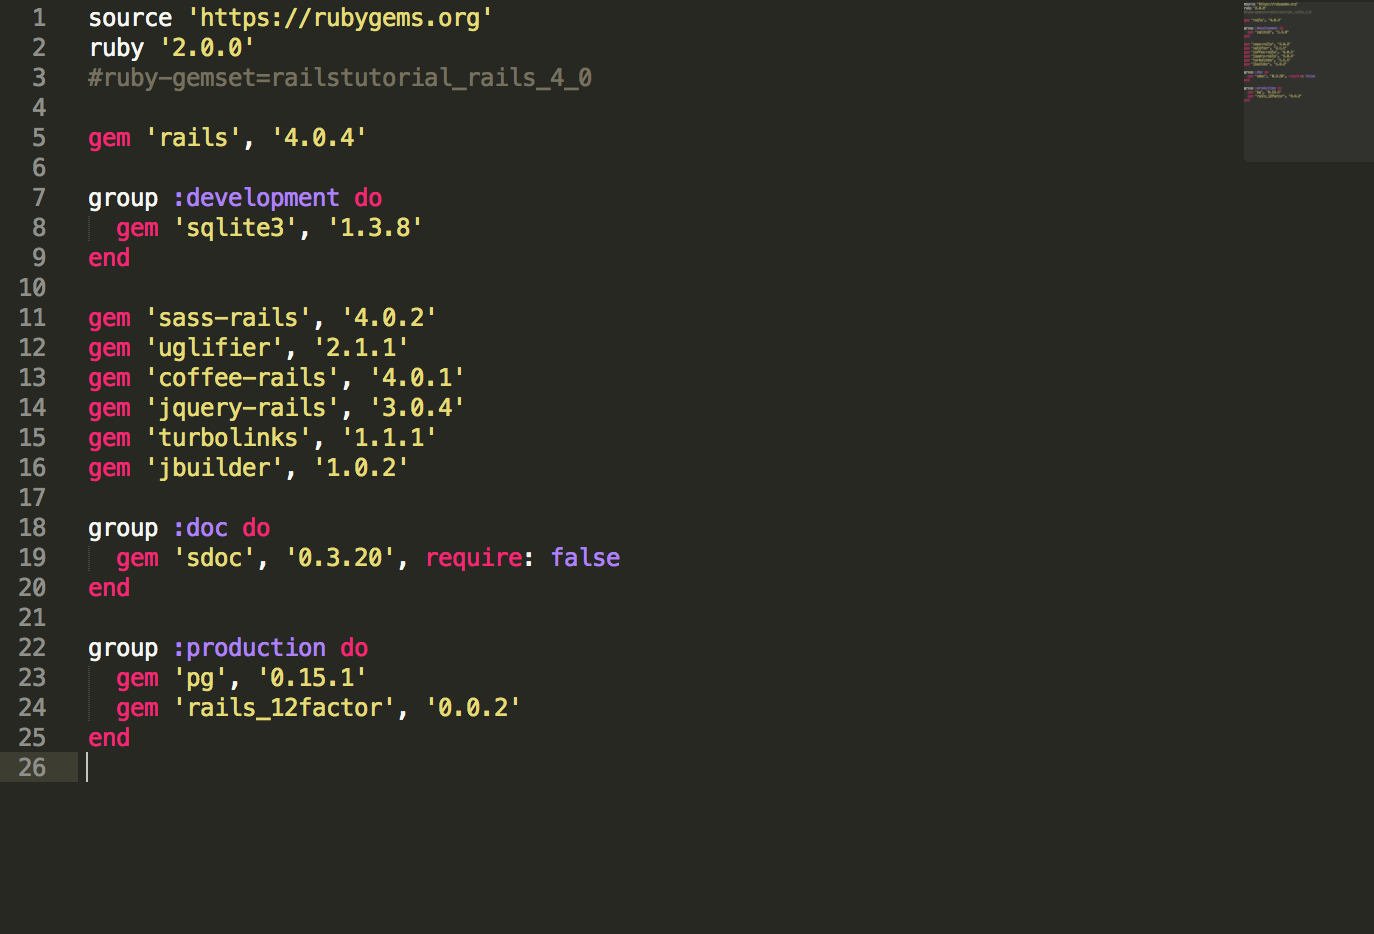 1 source 'https://rubygems.org'
2 ruby '2.0.0'
3 #ruby-gemset=railstutorial_rails_4_0
4
5 gem 'rails', '4.0.4'
6
7 group :development do
8   gem 'sqlite3', '1.3.8'
9 end
10
11 gem 'sass-rails', '4.0.2'
12 gem 'uglifier', '2.1.1'
13 gem 'coffee-rails', '4.0.1'
14 gem 'jquery-rails', '3.0.4'
15 gem 'turbolinks', '1.1.1'
16 gem 'jbuilder', '1.0.2'
17
18 group :doc do
19   gem 'sdoc', '0.3.20', require: false
20 end
21
22 group :production do
23   gem 'pg', '0.15.1'
24   gem 'rails_12factor', '0.0.2'
25 end
26